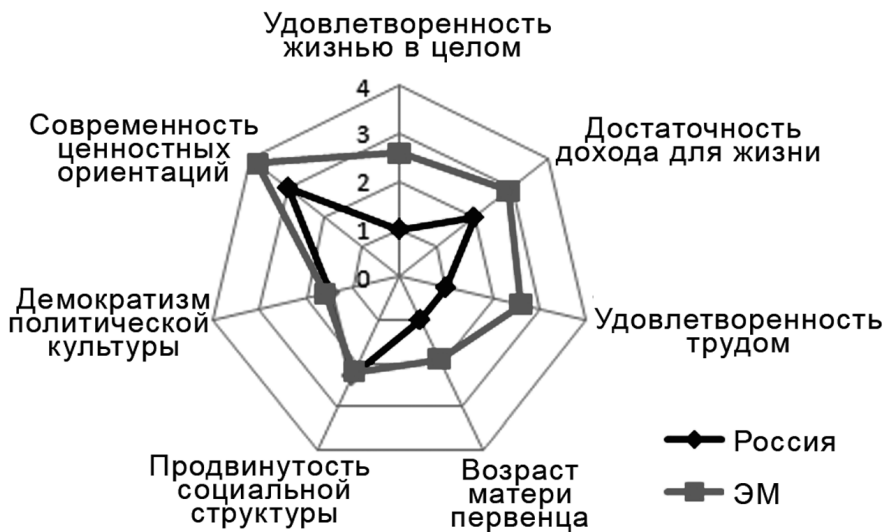 Удовлетворенность
жизнью в целом
4
3
2
1
0
Достаточность
дохода для жизни
Удовлетворенность
трудом
Возраст
матери
первенца
Продвинутость
социальной
структуры
Демократизм
политической
культуры
Современность
ценностных
ориентаций
Россия
ЭМ